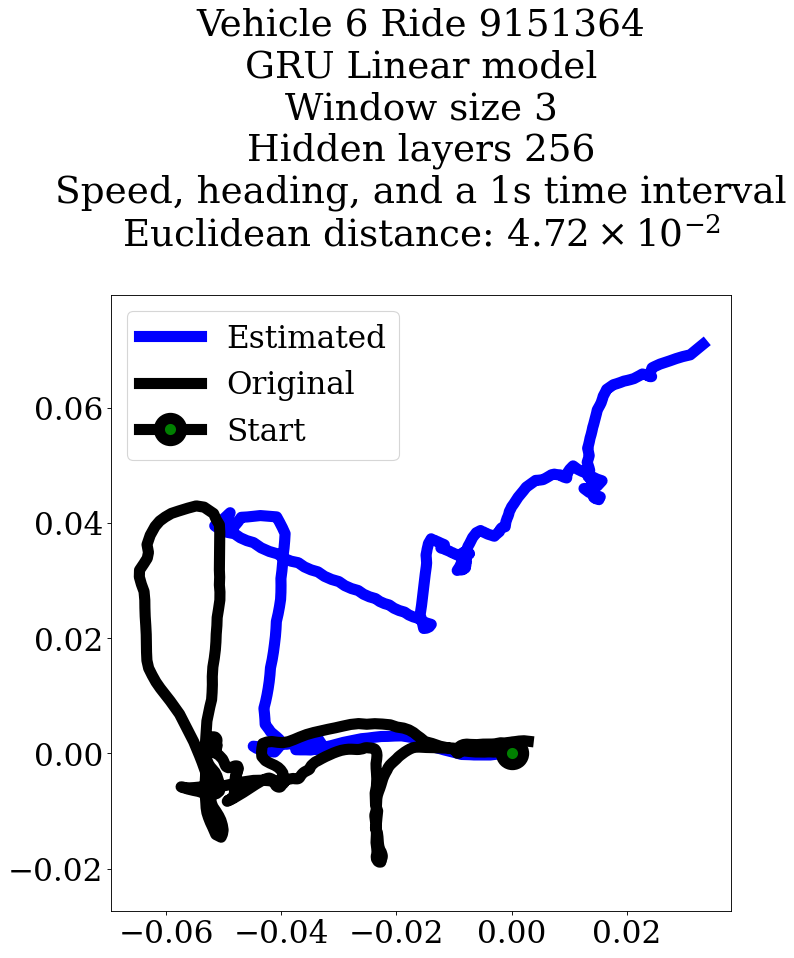 Vehicle 6 Ride 9151364
GRU Linear model
Window size 3
Hidden layers 256
Speed, heading, and a 1s time interval
Euclidean distance: 4.72 × 10⁻²
Estimated
Original
Start
0.06
0.04
0.02
0.00
−0.02
−0.06 −0.04 −0.02 0.00 0.02